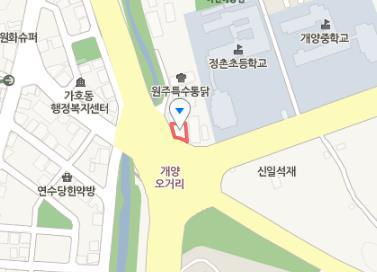 원화슈퍼
개양중학교
정촌초등학교
원주특수통닭
가호동
행정복지센터
개양
오거리
신일석재
연수당한약방